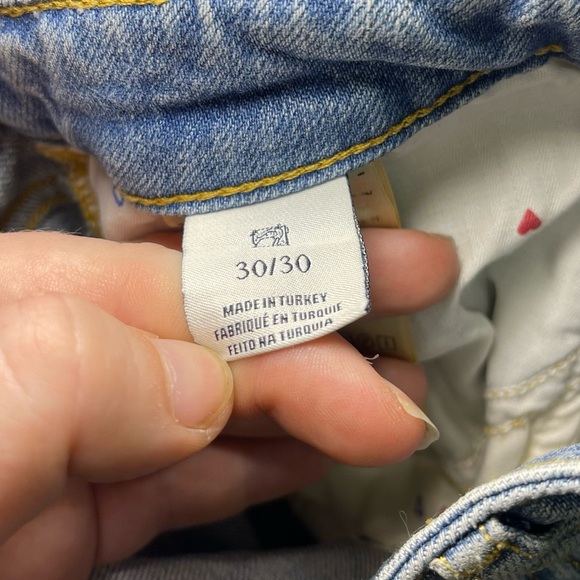 30/30
MADE IN TURKEY
FABRIQUÉ EN TURQUIE
FEITO NA TURQUIA